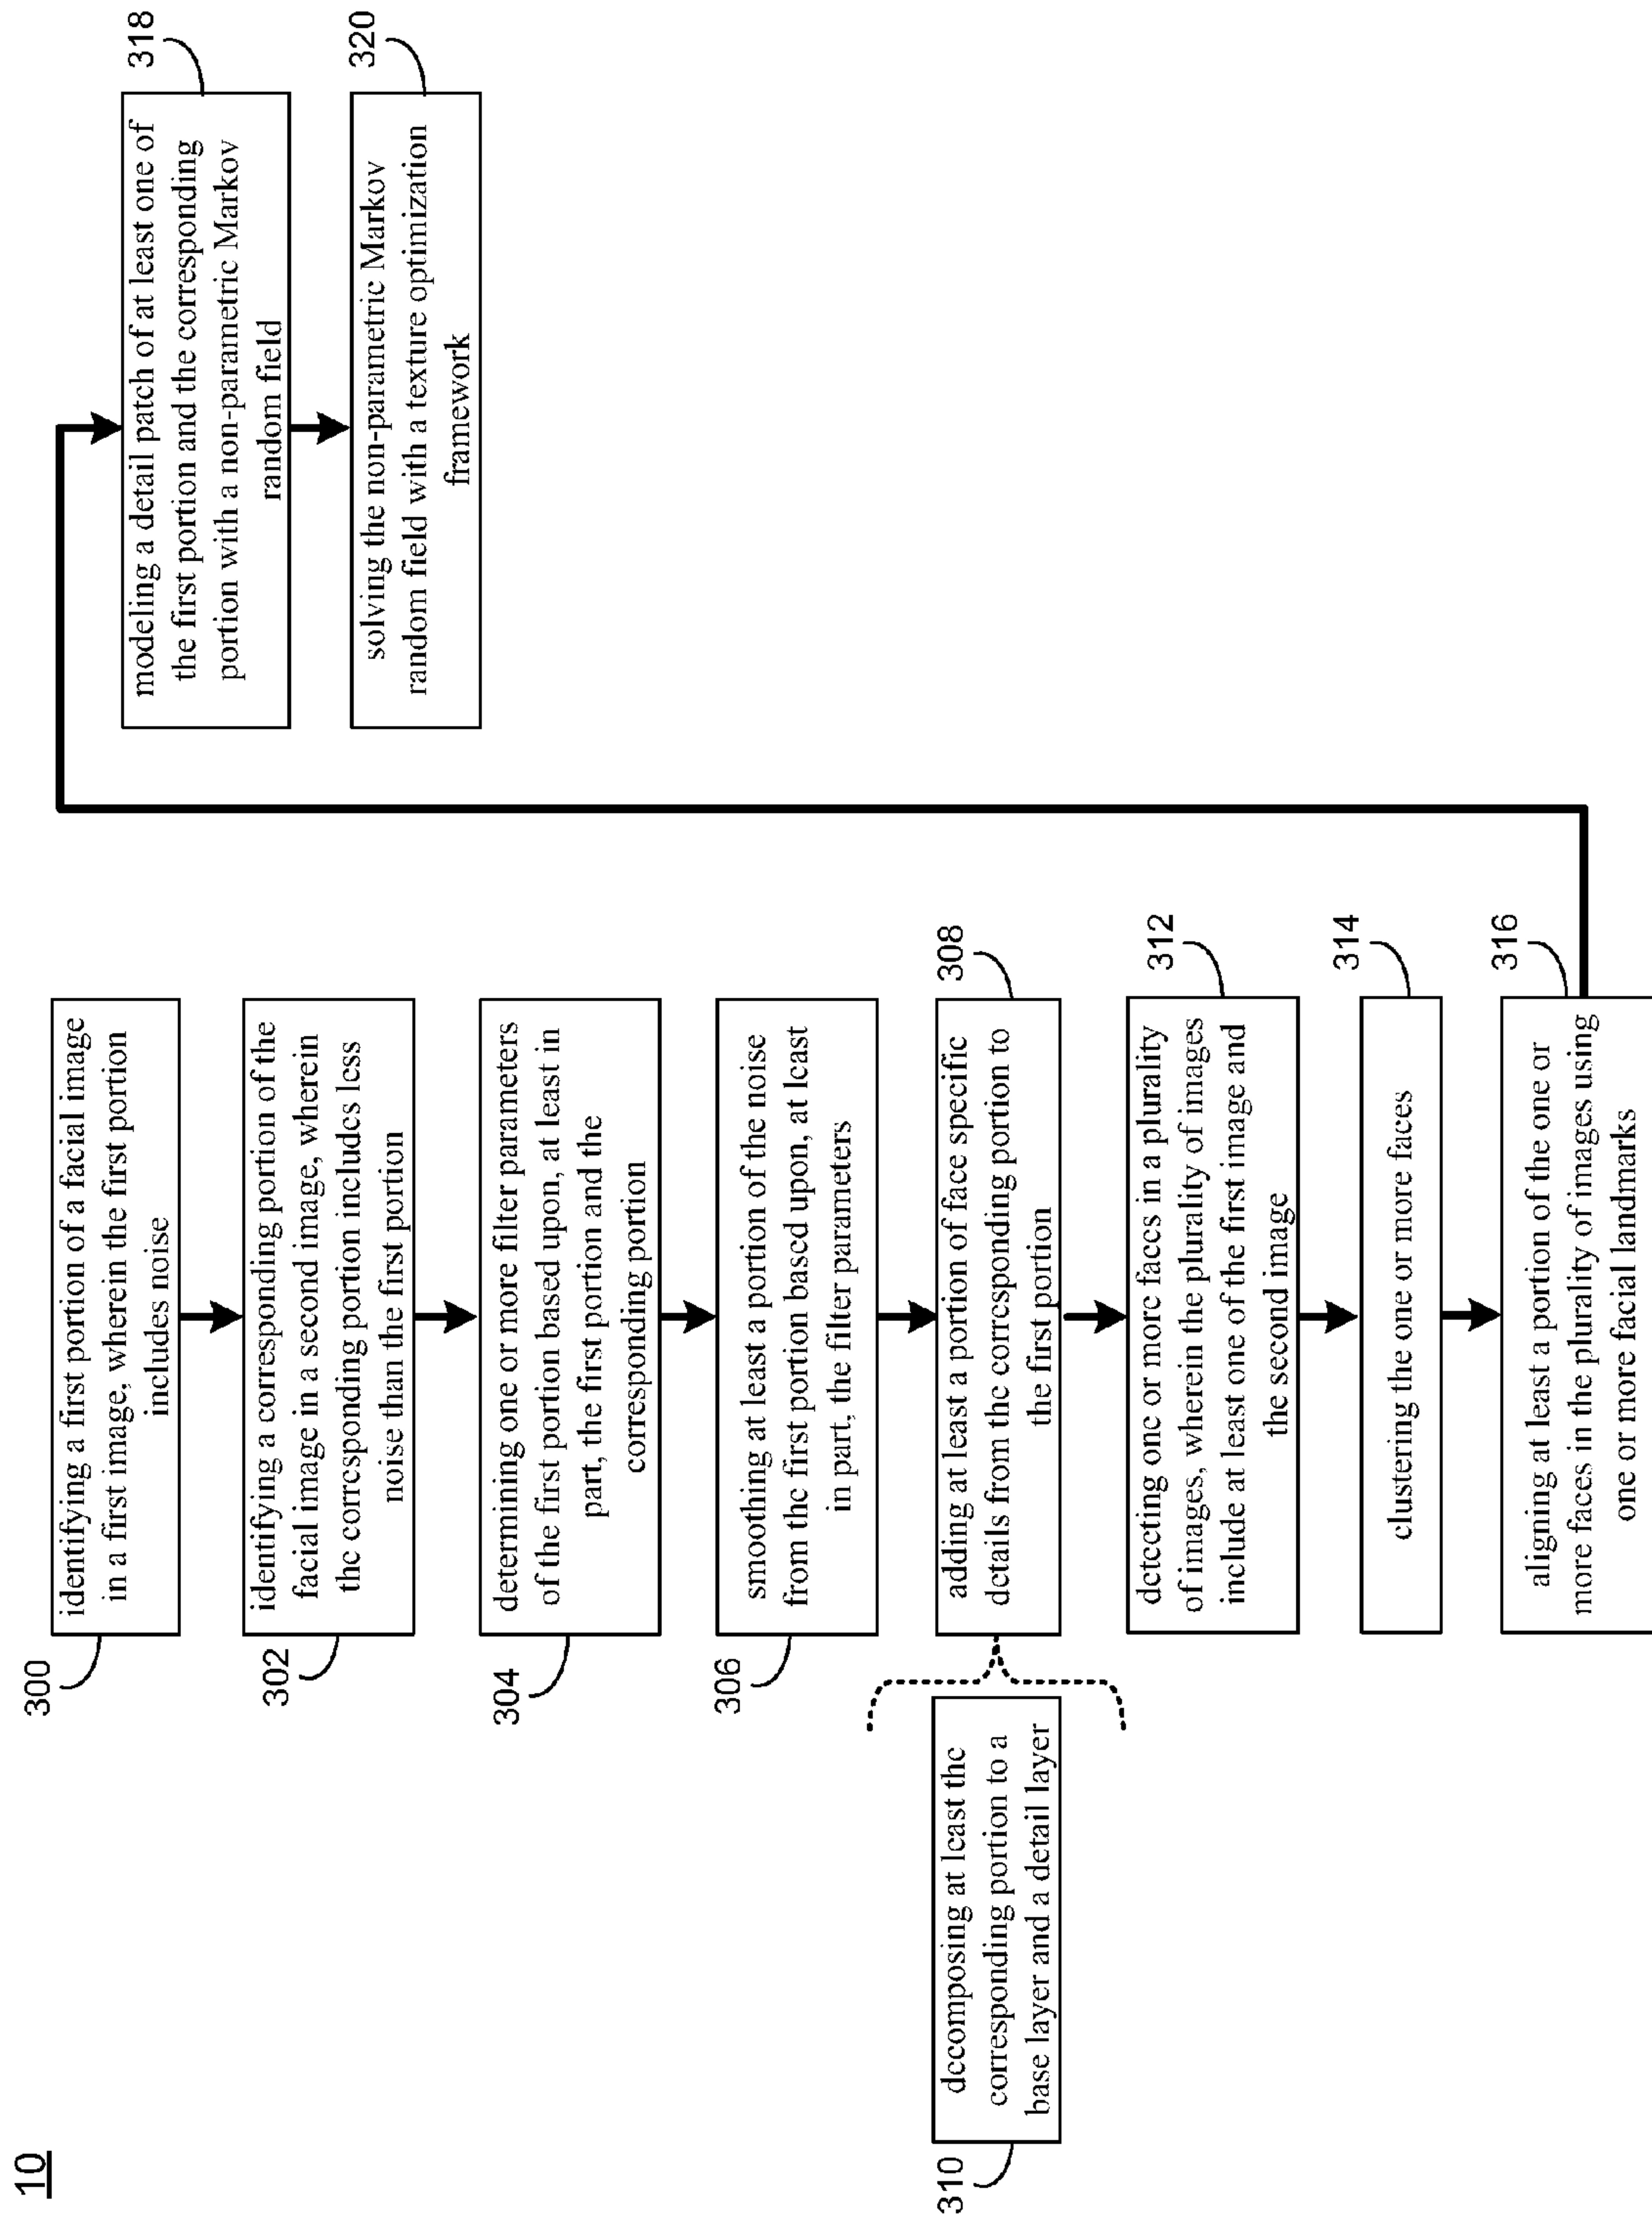 10
300
identifying a first portion of a facial image
in a first image, wherein the first portion
includes noise
302
identifying a corresponding portion of the
facial image in a second image, wherein
the corresponding portion includes less
noise than the first portion
304
determining one or more filter parameters
of the first portion based upon, at least in
part, the first portion and the
corresponding portion
306
smoothing at least a portion of the noise
from the first portion based upon, at least
in part, the filter parameters
308
adding at least a portion of face specific
details from the corresponding portion to
the first portion
310
decomposing at least the
corresponding portion to a
base layer and a detail layer
312
detecting one or more faces in a plurality
of images, wherein the plurality of images
include at least one of the first image and
the second image
314
clustering the one or more faces
316
aligning at least a portion of the one or
more faces in the plurality of images using
one or more facial landmarks
318
modeling a detail patch of at least one of
the first portion and the corresponding
portion with a non-parametric Markov
random field
320
solving the non-parametric Markov
random field with a texture optimization
framework